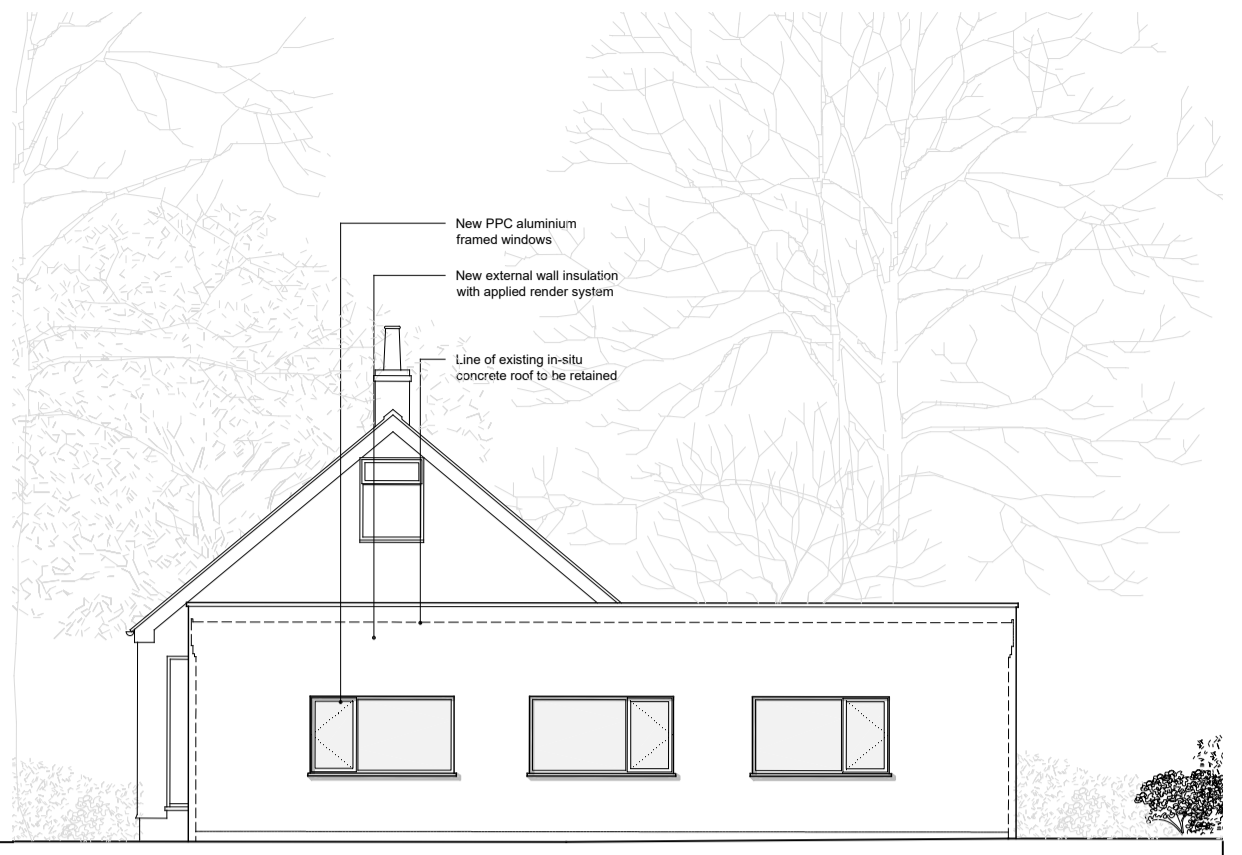 New PPC aluminium
framed windows
New external wall insulation
with applied render system
Line of existing in-situ
concrete roof to be retained